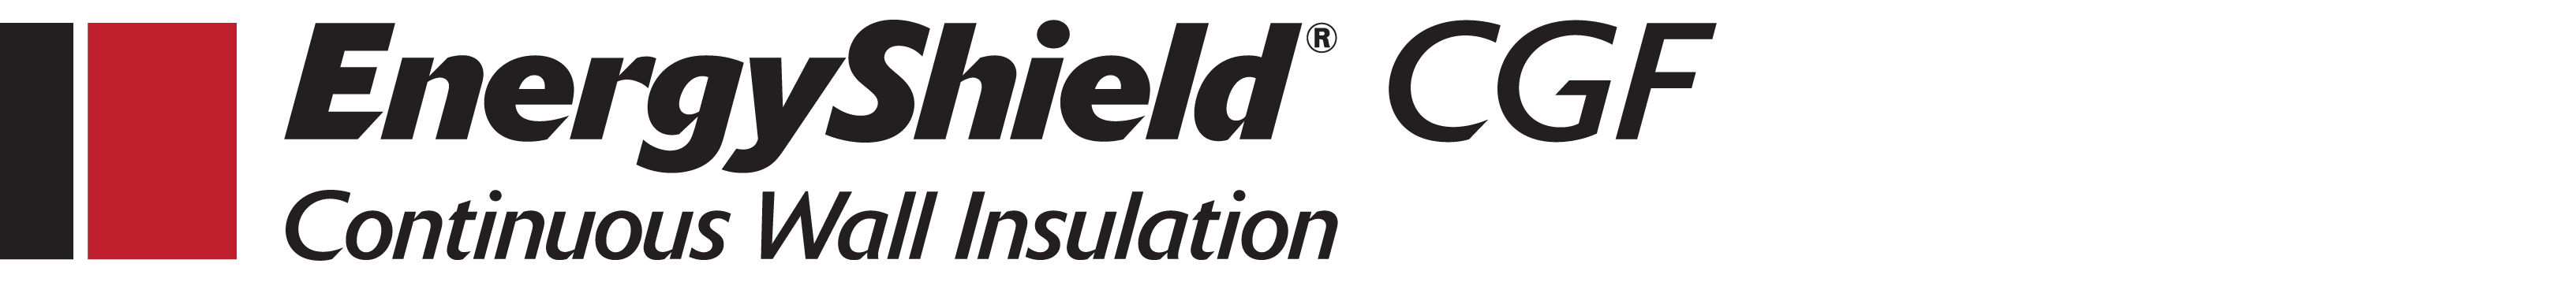 EnergyShield® CGF
Continuous Wall Insulation